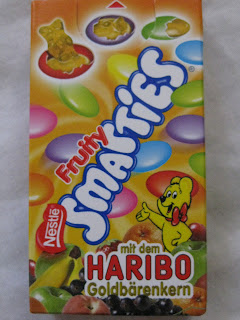 Fruity
SMARTIES
Nestlé
mit dem
HARIBO
Goldbärenkern